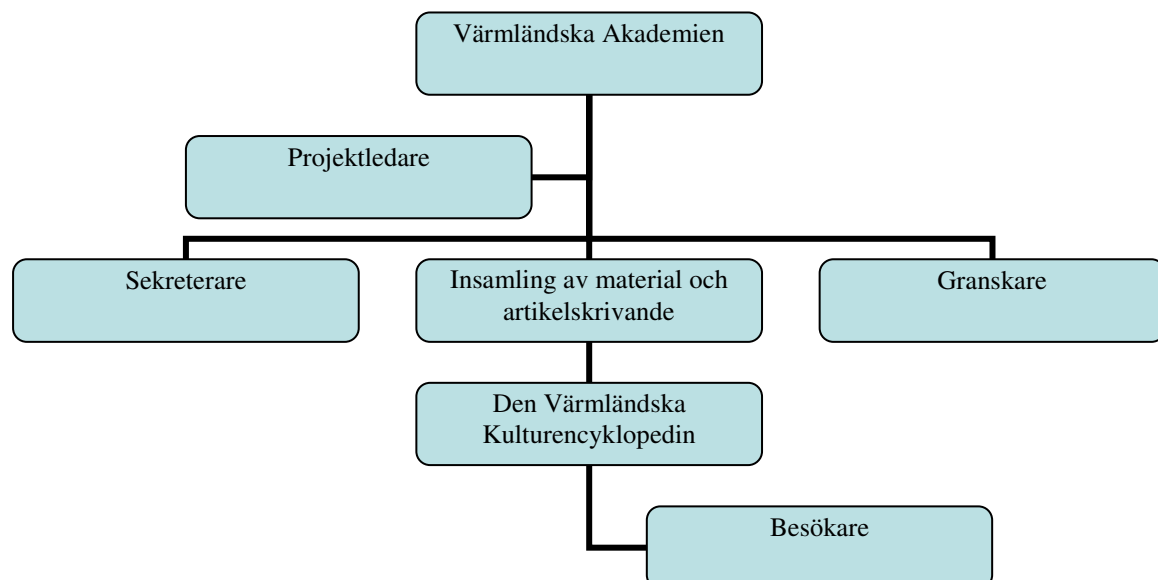 Värmländska Akademien
Projektledare
Sekreterare
Insamling av material och
artikelskrivande
Granskare
Den Värmländska
Kulturencyklopedin
Besökare